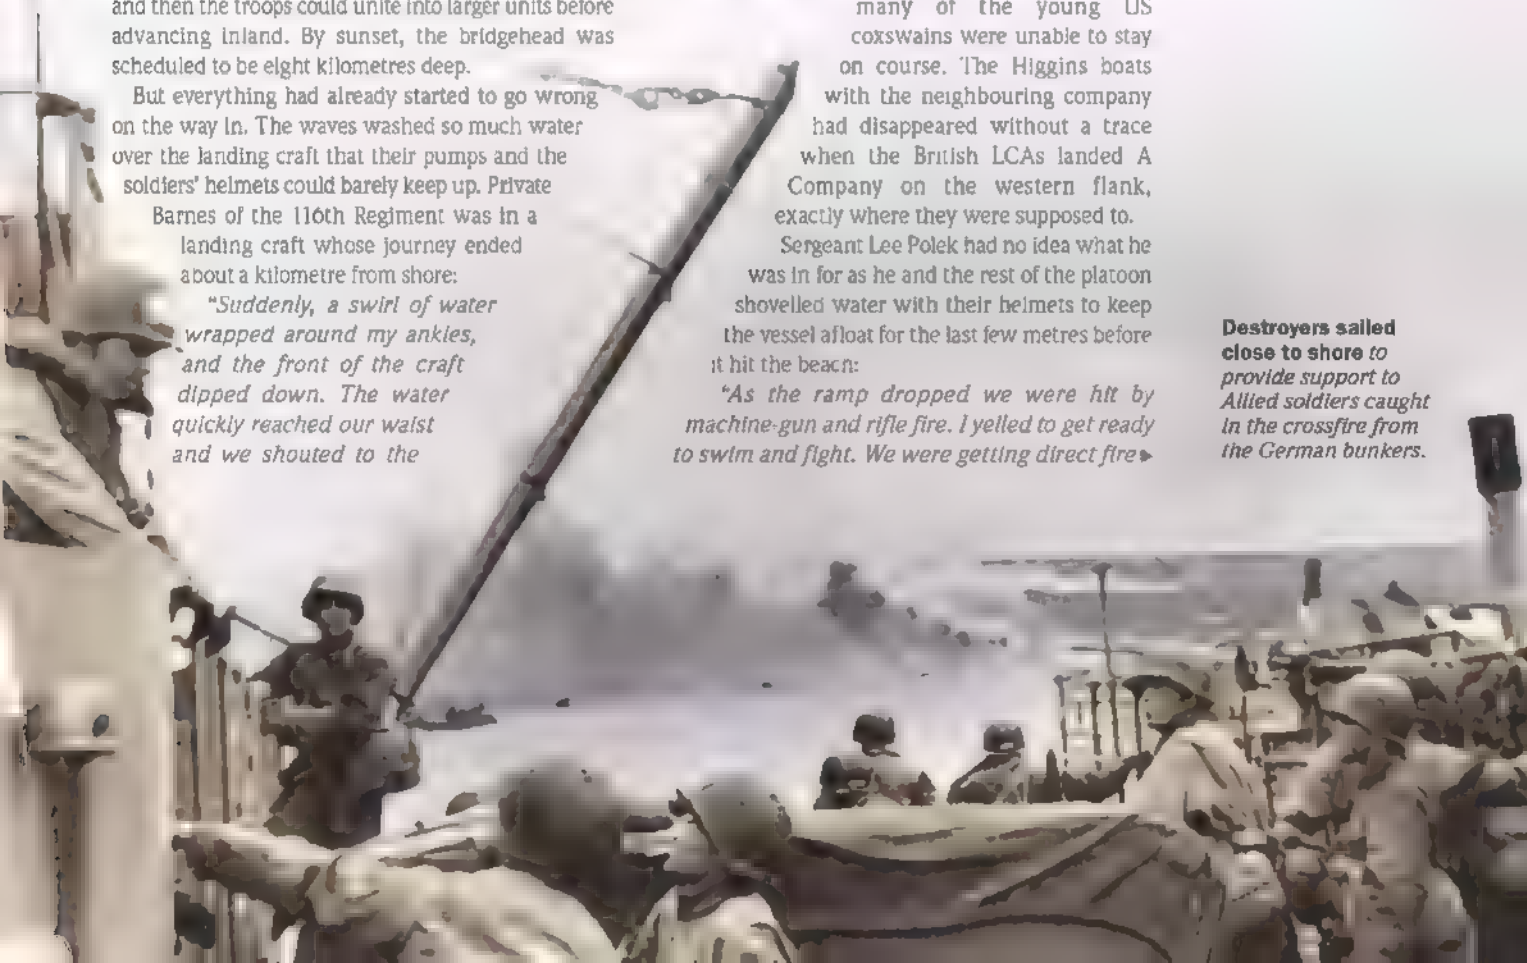 and then the troops could unite into larger units before
advancing inland. By sunset, the bridgehead was
scheduled to be eight kilometres deep.
But everything had already started to go wrong
on the way in. The waves washed so much water
over the landing craft that their pumps and the
soldiers' helmets could barely keep up. Private
Barnes of the 116th Regiment was in a
landing craft whose journey ended
about a kilometre from shore:
"Suddenly, a swirl of water
wrapped around my ankles,
and the front of the craft
dipped down. The water
quickly reached our waist
and we shouted to the
many of the young US
coxswains were unable to stay
on course. The Higgins boats
with the neighbouring company
had disappeared without a trace
when the British LCAs landed A
Company on the western flank,
exactly where they were supposed to.
Sergeant Lee Polek had no idea what he
was in for as he and the rest of the platoon
shovelled water with their helmets to keep
the vessel afloat for the last few metres before
it hit the beach:
"As the ramp dropped we were hit by
machine-gun and rifle fire. I yelled to get ready
to swim and fight. We were getting direct fire▶
Destroyers sailed
close to shore to
provide support to
Allied soldiers caught
in the crossfire from
the German bunkers.